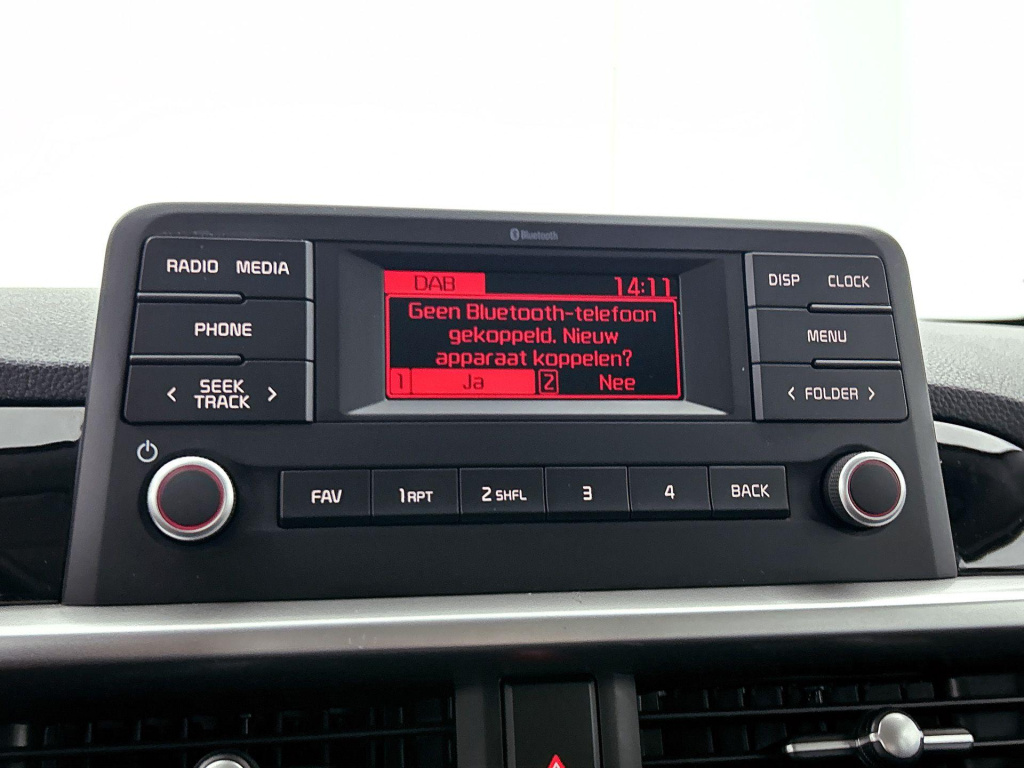 Bluetooth
RADIO MEDIA
PHONE
< SEEK TRACK >
DAB 14:11
Geen Bluetooth-telefoon
gekoppeld. Nieuw
apparaat koppelen?
1 Ja 2 Nee
DISP CLOCK
MENU
< FOLDER >
FAV 1 RPT 2 SHFL 3 4 BACK